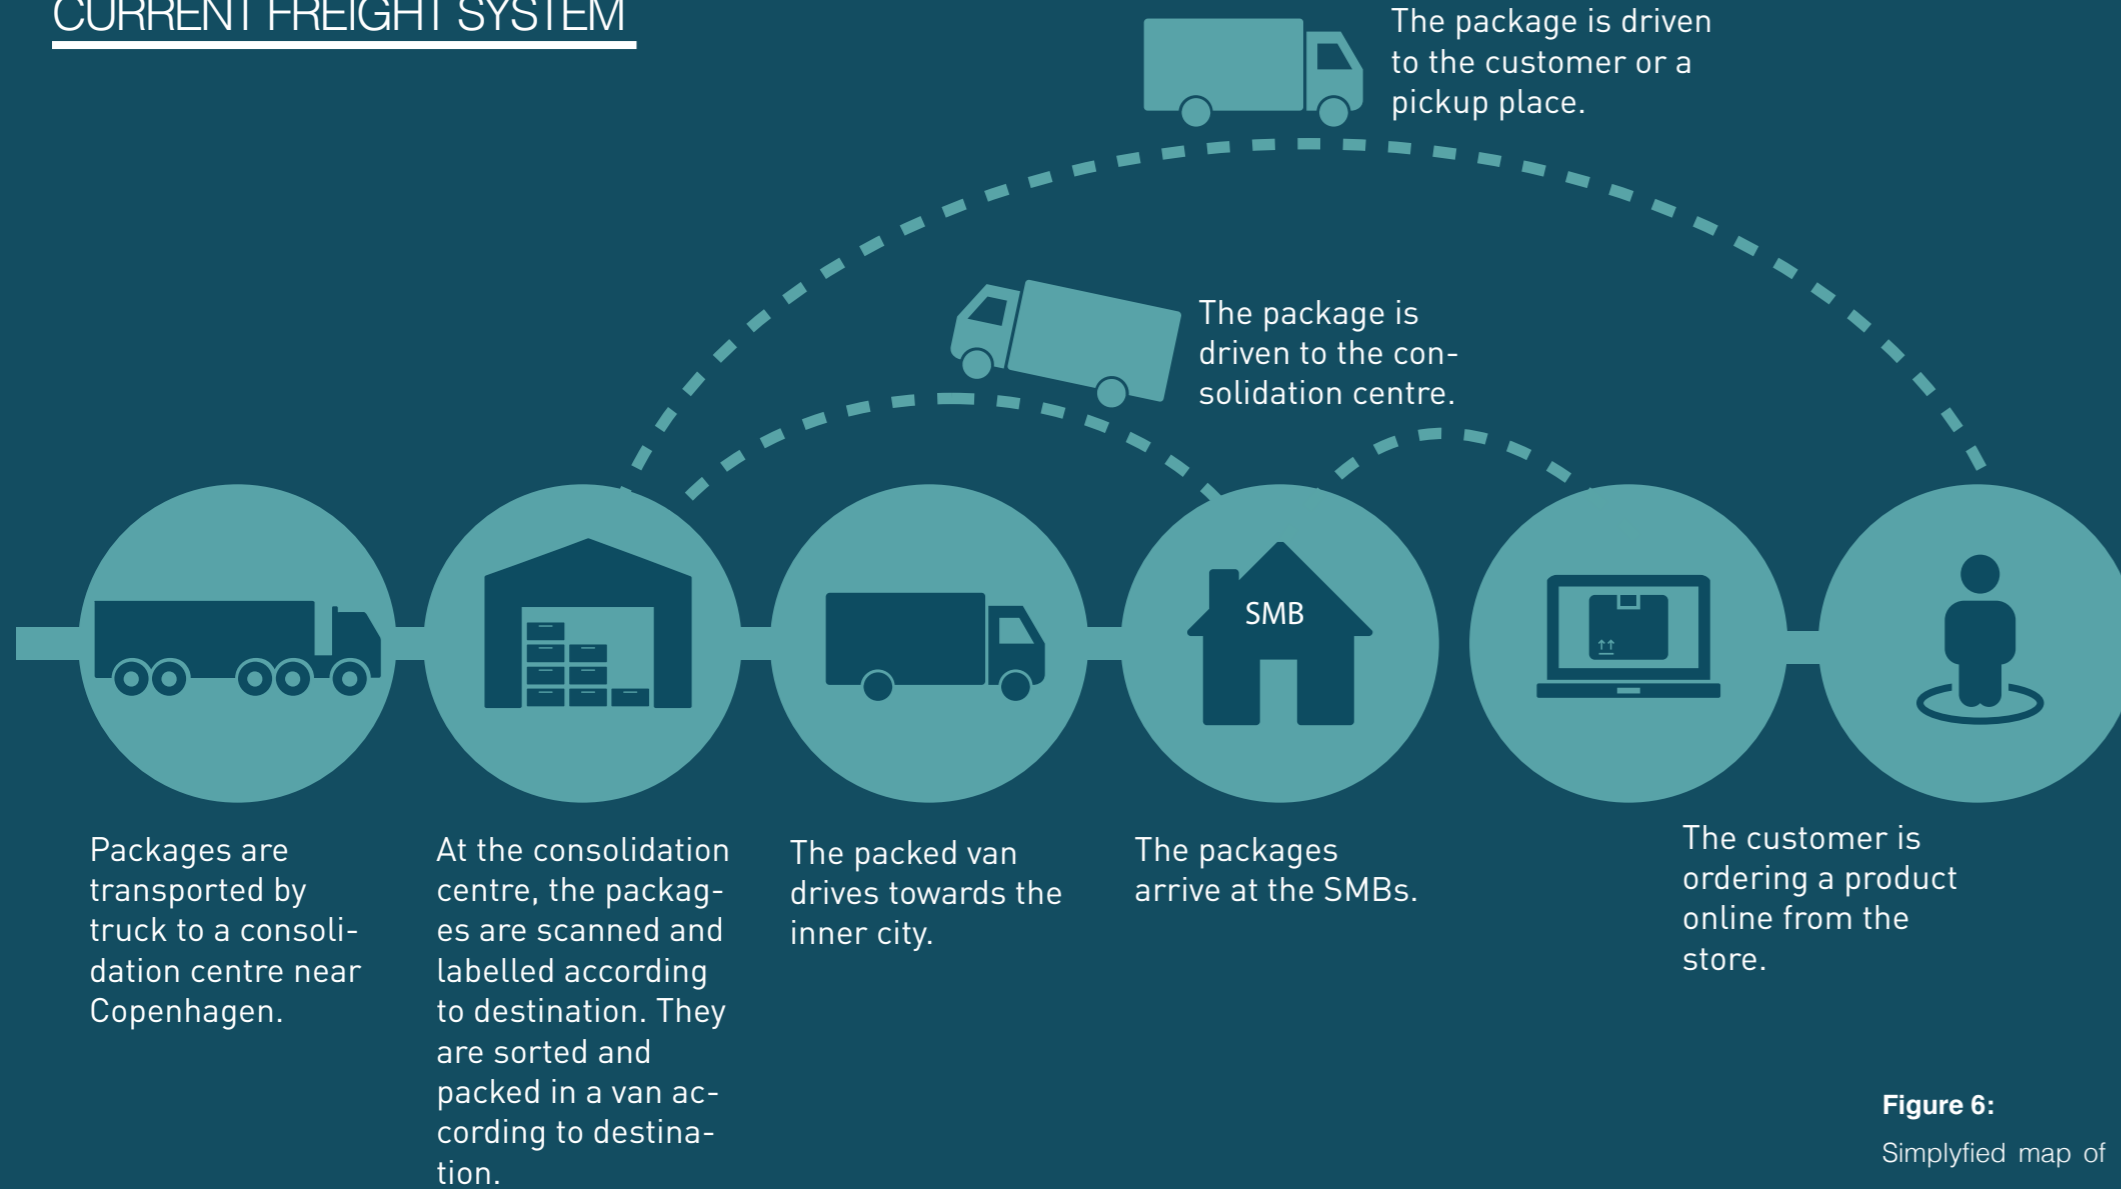 CURRENT FREIGHT SYSTEM
The package is driven
to the customer or a
pickup place.
The package is
driven to the con-
solidation centre.
SMB
Packages are
transported by
truck to a consoli-
dation centre near
Copenhagen.
At the consolidation
centre, the packag-
es are scanned and
labelled according
to destination. They
are sorted and
packed in a van ac-
cording to destina-
tion.
The packed van
drives towards the
inner city.
The packages
arrive at the SMBs.
The customer is
ordering a product
online from the
store.
Figure 6:
Simplyfied map of